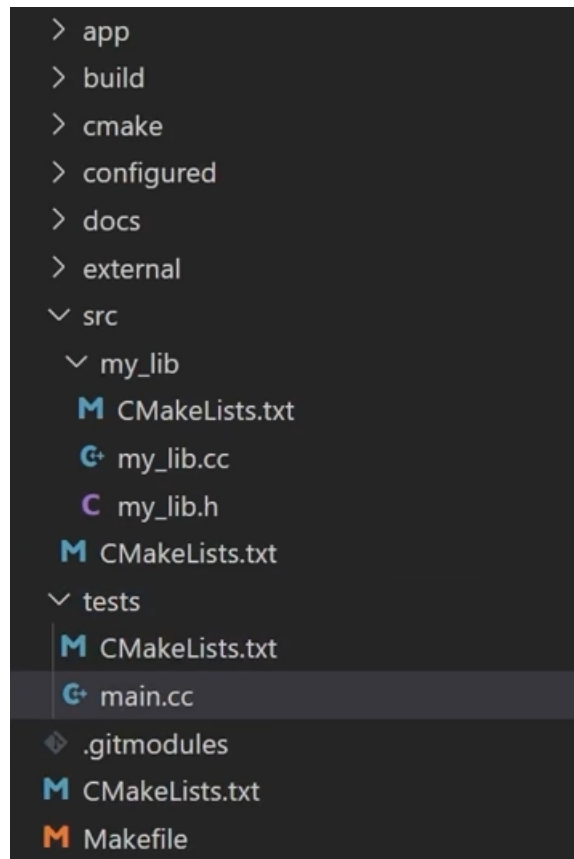 app
build
cmake
configured
docs
external
src
my_lib
M CMakeLists.txt
C+ my_lib.cc
C my_lib.h
M CMakeLists.txt
tests
M CMakeLists.txt
C+ main.cc
.gitmodules
M CMakeLists.txt
M Makefile